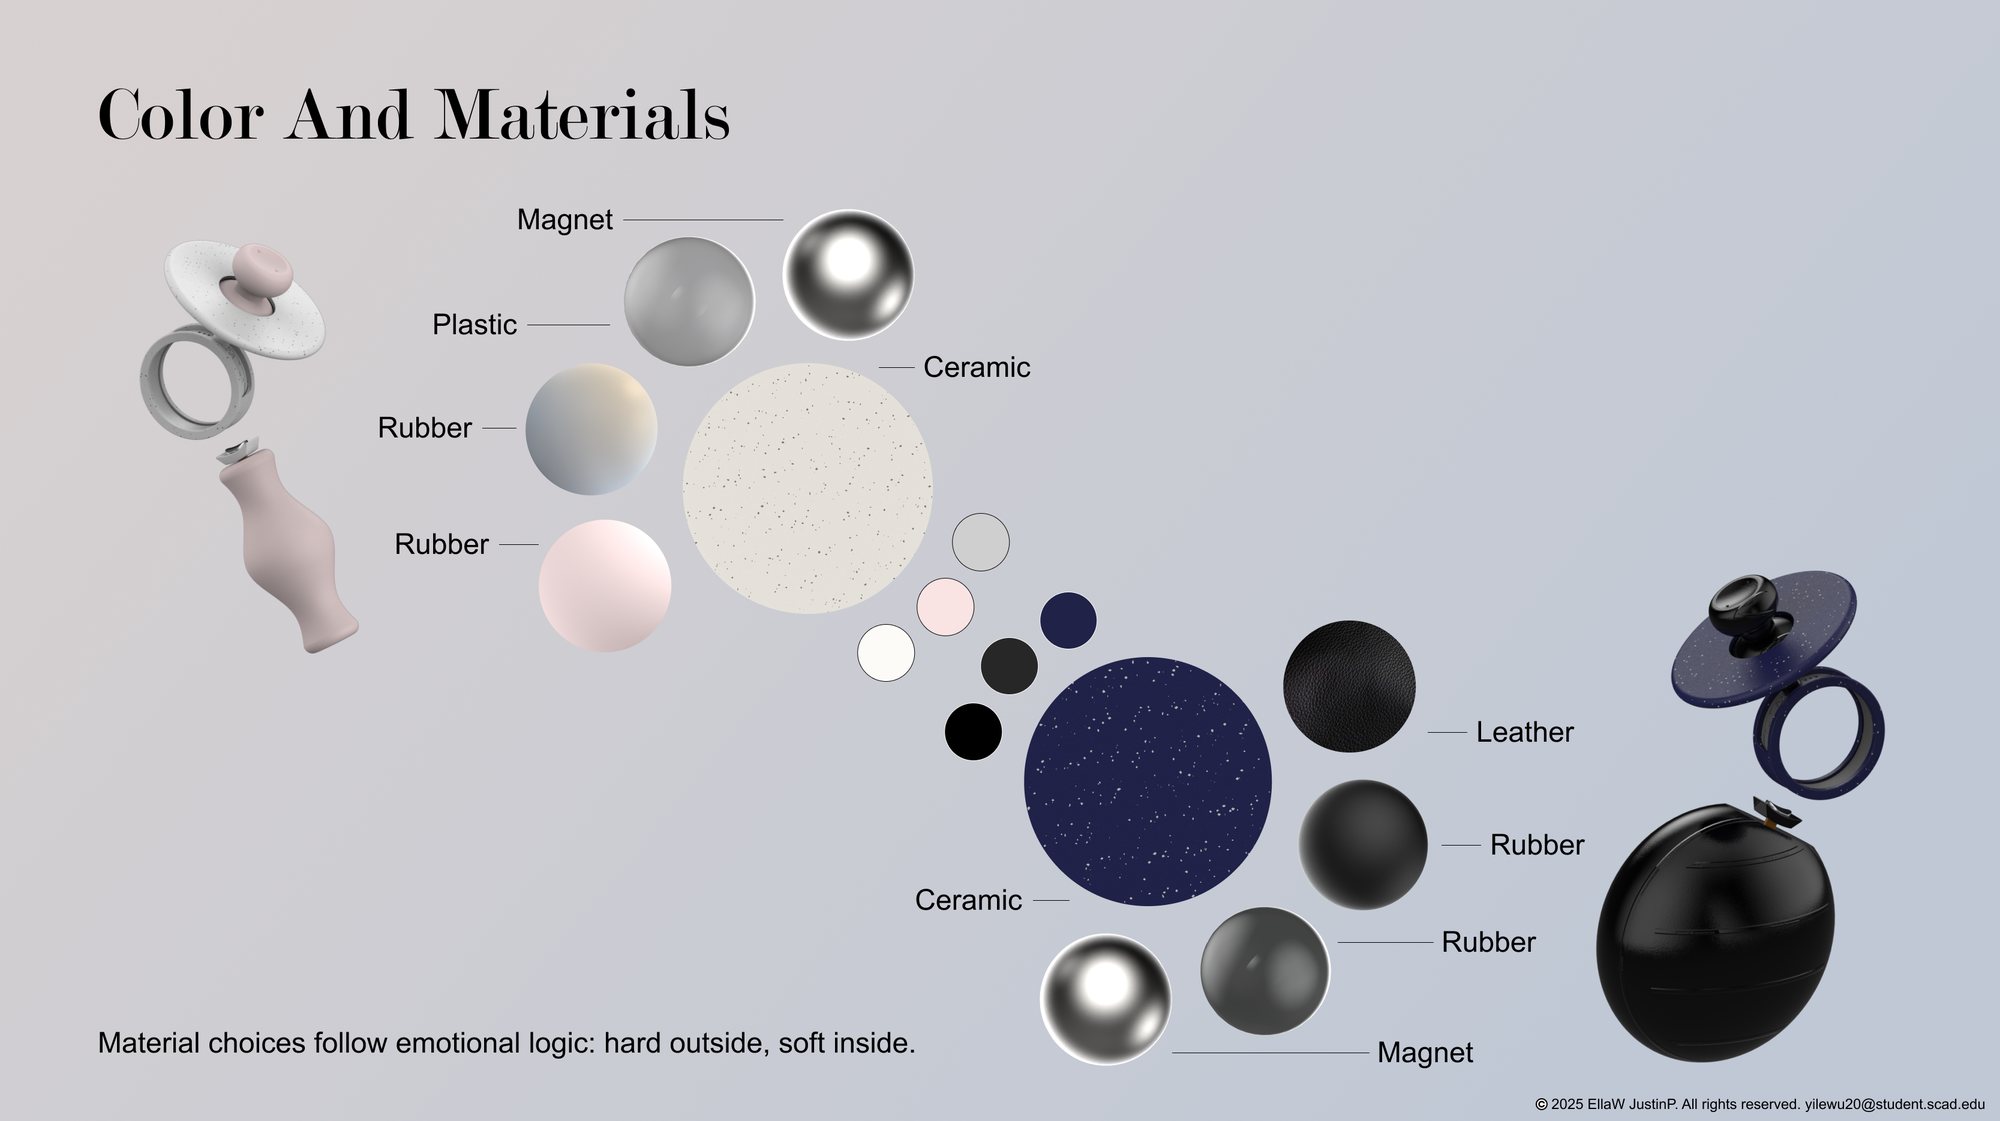 Color And Materials
Magnet
Plastic
Ceramic
Rubber
Rubber
Leather
Rubber
Ceramic
Rubber
Material choices follow emotional logic: hard outside, soft inside.
Magnet
© 2025 EllaW JustinP. All rights reserved. yilewu20@student.scad.edu